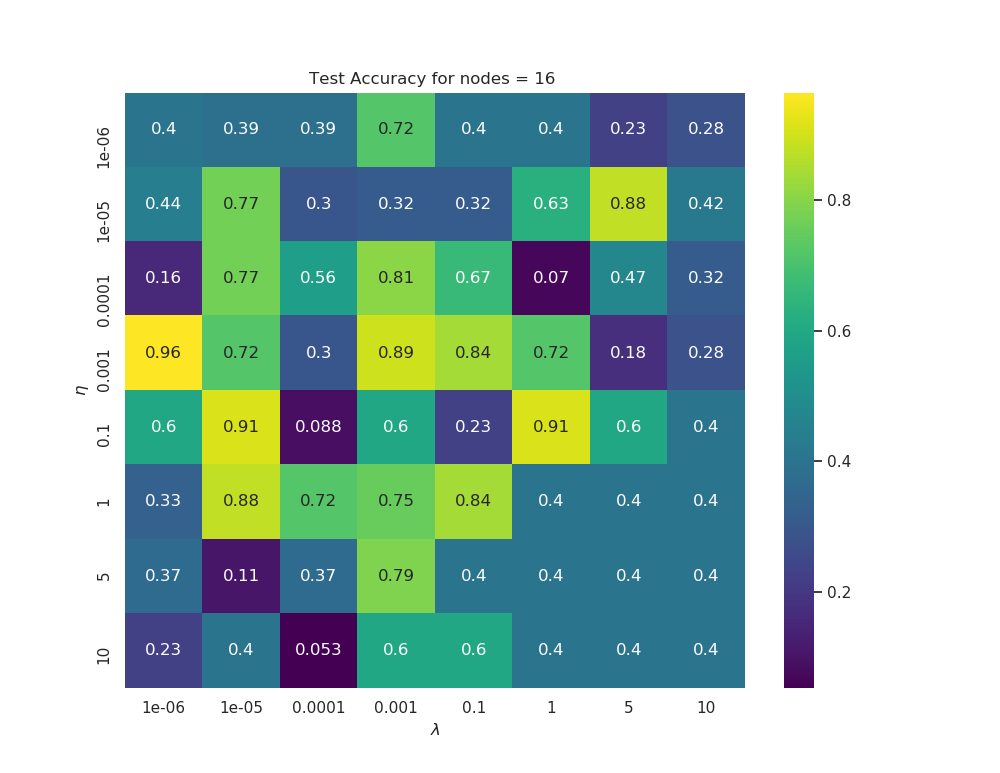 Test Accuracy for nodes = 16
1e-06 0.4 0.39 0.39 0.72 0.4 0.4 0.23 0.28
1e-05 0.44 0.77 0.3 0.32 0.32 0.63 0.88 0.42 0.8
0.0001 0.16 0.77 0.56 0.81 0.67 0.07 0.47 0.32
0.001 0.96 0.72 0.3 0.89 0.84 0.72 0.18 0.28 0.6
η
0.1 0.6 0.91 0.088 0.6 0.23 0.91 0.6 0.4 0.4
1 0.33 0.88 0.72 0.75 0.84 0.4 0.4 0.4
5 0.37 0.11 0.37 0.79 0.4 0.4 0.4 0.4 0.2
10 0.23 0.4 0.053 0.6 0.6 0.4 0.4 0.4
1e-06 1e-05 0.0001 0.001 0.1 1 5 10
λ